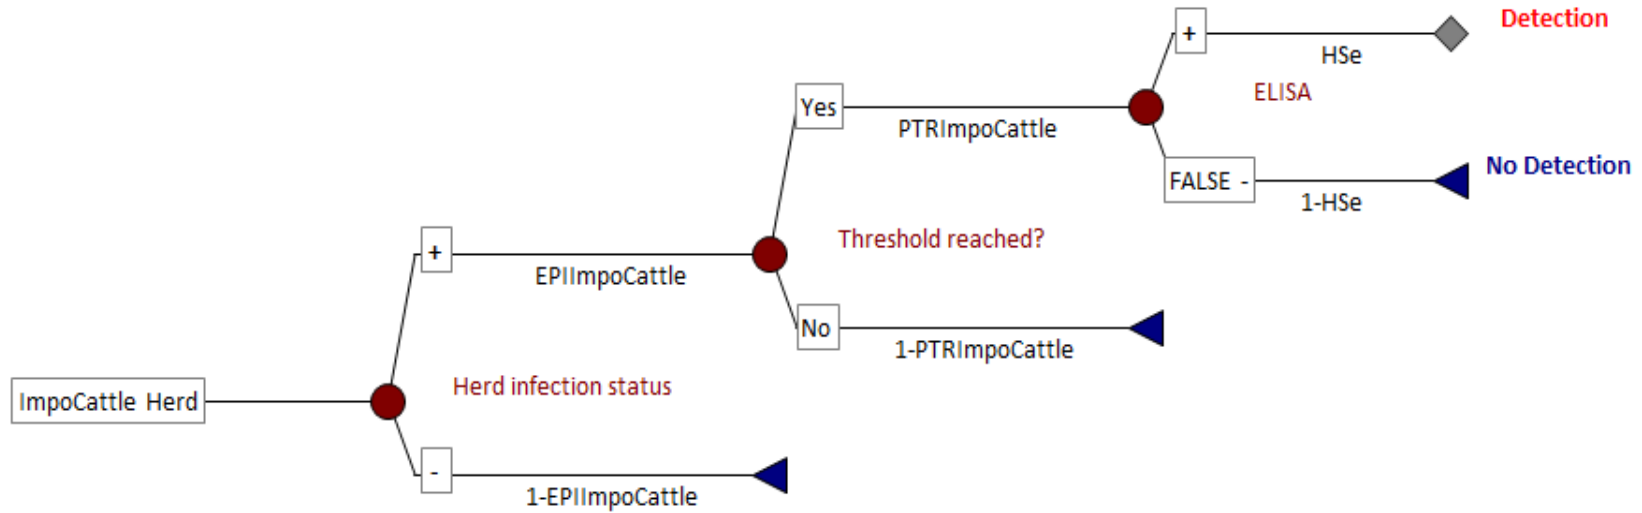 Detection
+
HSe
ELISA
Yes
PTRImpoCattle
No Detection
FALSE -
1-HSe
Threshold reached?
+
EPIImpoCattle
No
1-PTRImpoCattle
Herd infection status
ImpoCattle Herd
-
1-EPIImpoCattle